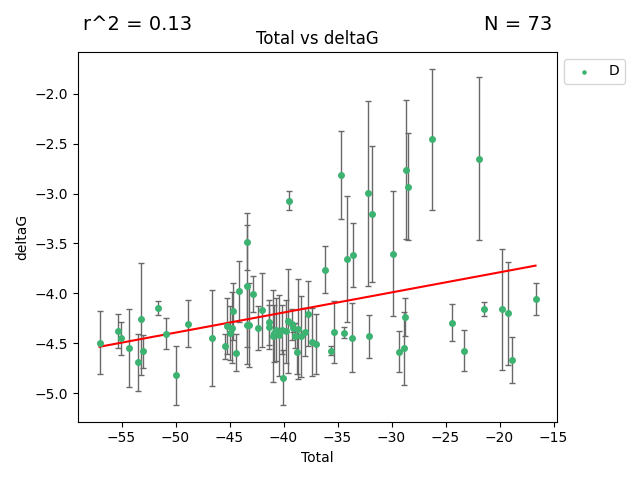 r^2 = 0.13
N = 73
Total vs deltaG
D
−2.0
−2.5
−3.0
−3.5
−4.0
−4.5
−5.0
deltaG
−55
−50
−45
−40
−35
−30
−25
−20
−15
Total